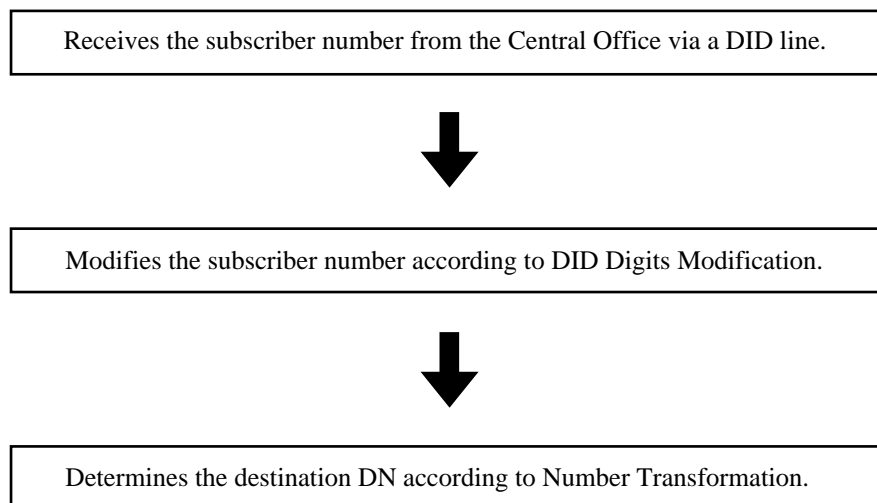 Receives the subscriber number from the Central Office via a DID line.
Modifies the subscriber number according to DID Digits Modification.
Determines the destination DN according to Number Transformation.